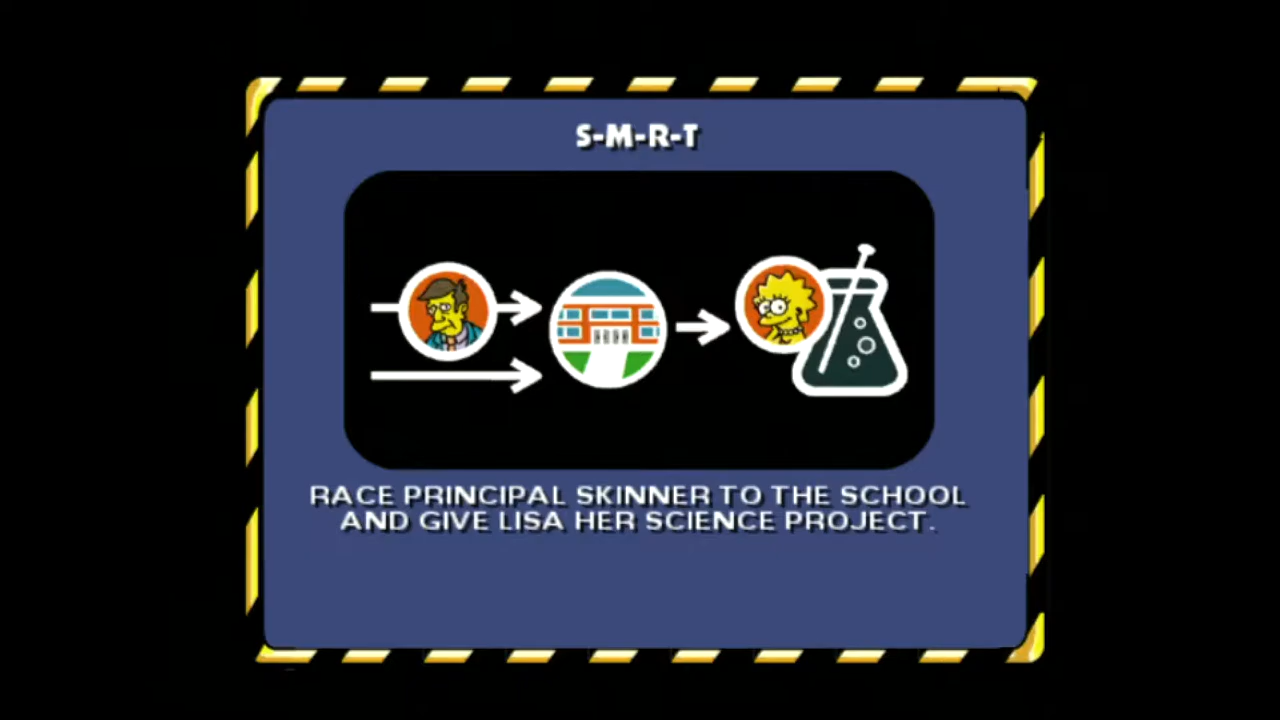 S-M-R-T
RACE PRINCIPAL SKINNER TO THE SCHOOL
AND GIVE LISA HER SCIENCE PROJECT.